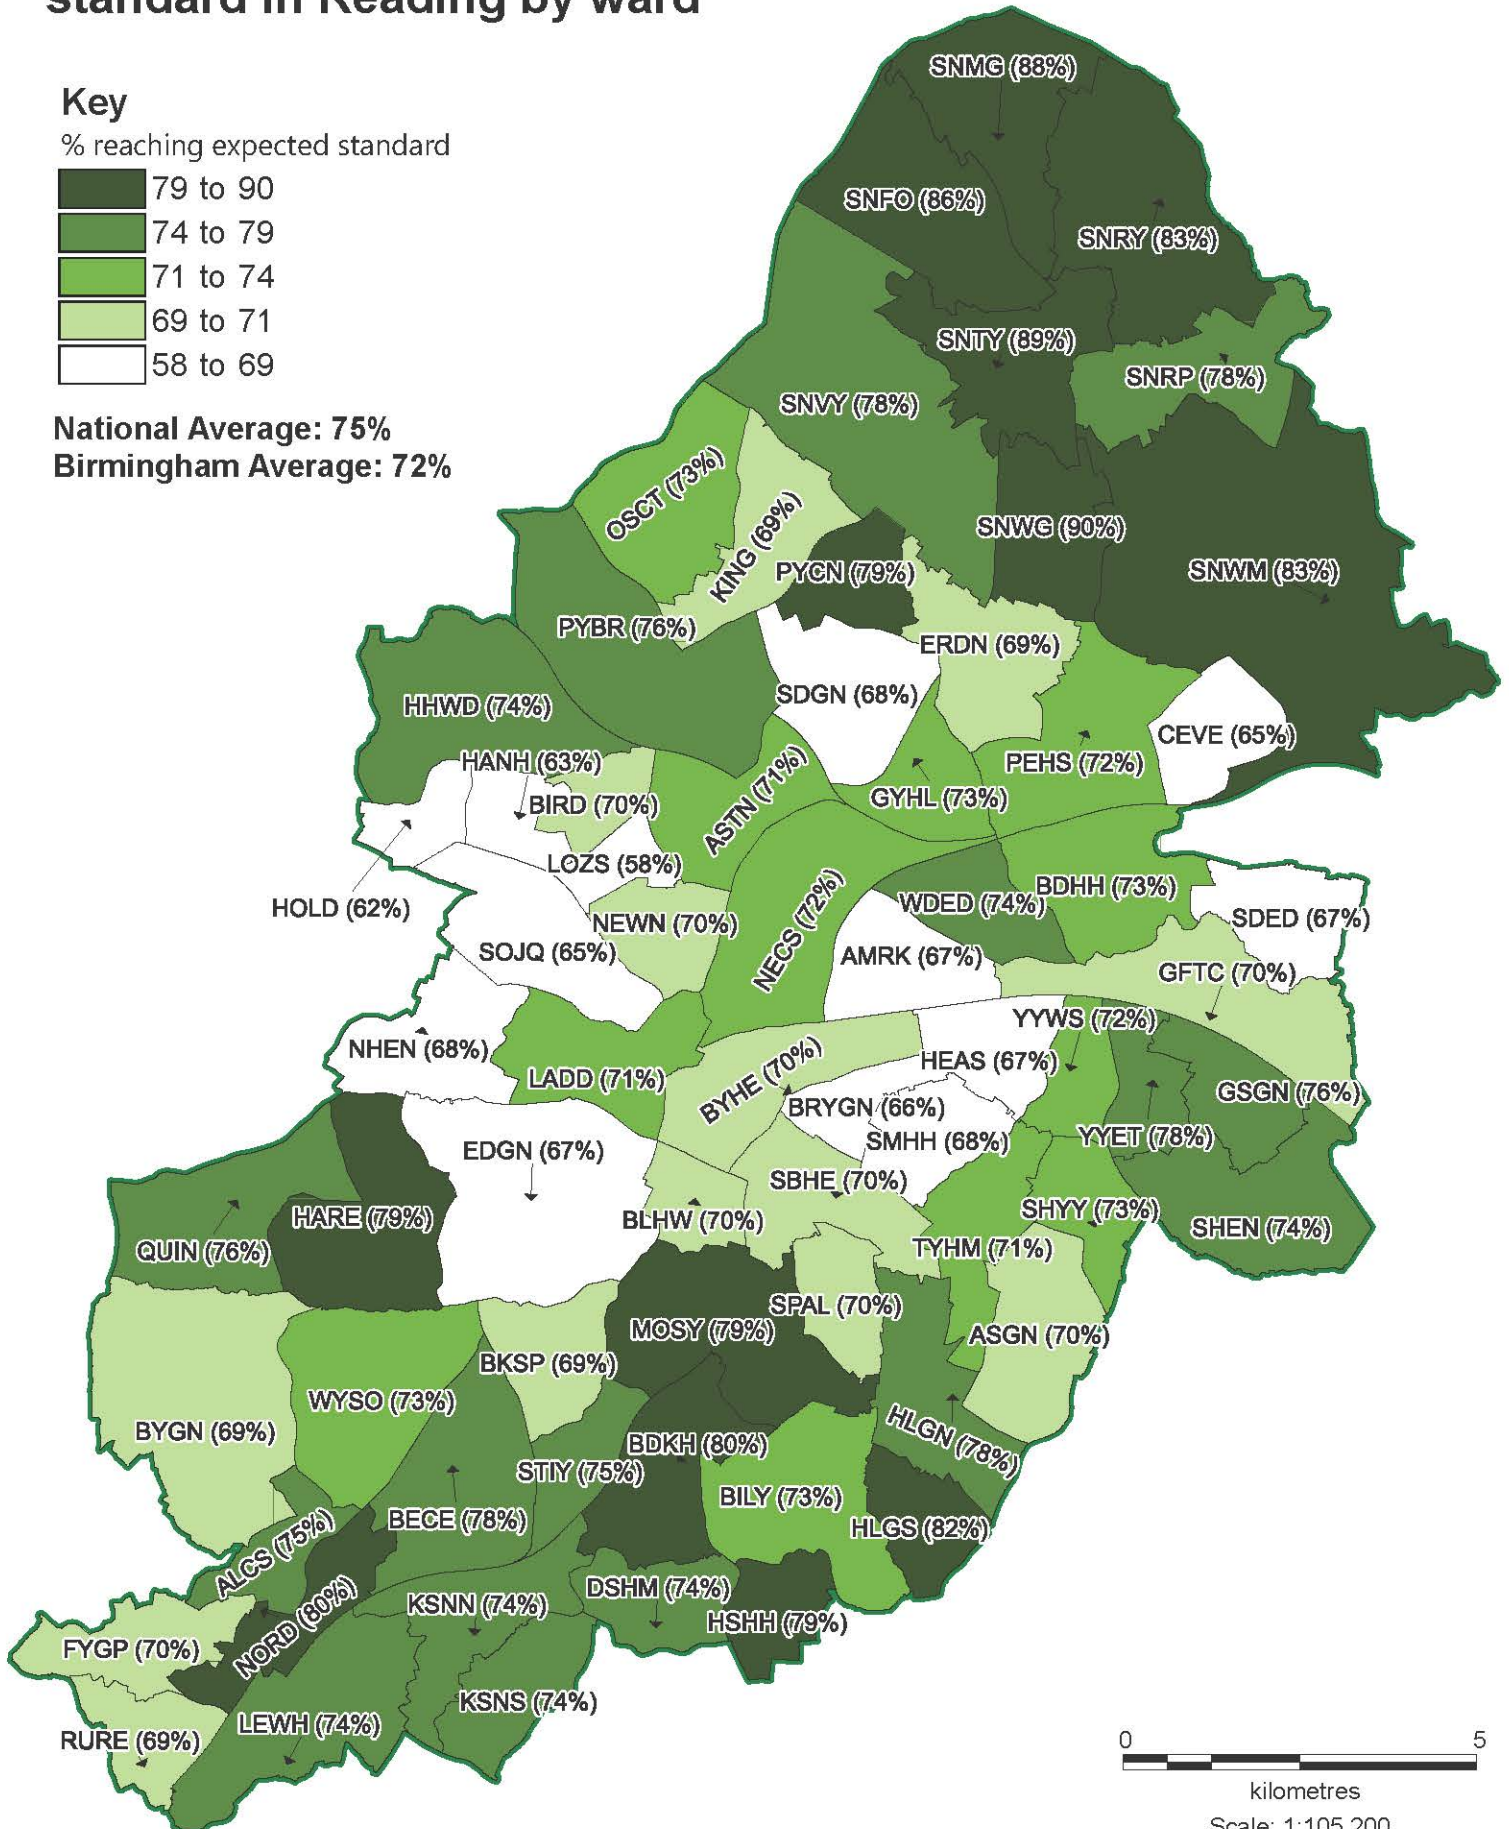 standard in Reading by ward
Key
% reaching expected standard
79 to 90
74 to 79
71 to 74
69 to 71
58 to 69
National Average: 75%
Birmingham Average: 72%
SNMG (88%)
SNFO (86%)
SNRY (83%)
SNTY (89%)
SNRP (78%)
SNVY (78%)
OSCT (73%)
KING (69%)
SNWG (90%)
PYCN (79%)
SNWM (83%)
PYBR (76%)
ERDN (69%)
SDGN (68%)
HHWD (74%)
CEVE (65%)
HANH (63%)
PEHS (72%)
BIRD (70%)
ASTN (71%)
GYHL (73%)
LOZS (58%)
HOLD (62%)
WDED (74%)
BDHH (73%)
SDED (67%)
NEWN (70%)
NECS (72%)
SOJQ (65%)
AMRK (67%)
GFTC (70%)
YYWS (72%)
NHEN (68%)
HEAS (67%)
LADD (71%)
BYHE (70%)
GSGN (76%)
BRYGN (66%)
YYET (78%)
SMHH (68%)
EDGN (67%)
SBHE (70%)
SHYY (73%)
HARE (79%)
BLHW (70%)
SHEN (74%)
QUIN (76%)
TYHM (71%)
SPAL (70%)
MOSY (79%)
ASGN (70%)
BKSP (69%)
WYSO (73%)
BYGN (69%)
HLGN (78%)
BDKH (80%)
STIY (75%)
BILY (73%)
BECE (78%)
HLGS (82%)
ALCS (75%)
DSHM (74%)
KSNN (74%)
HSHH (79%)
NORD (80%)
FYGP (70%)
KSNS (74%)
LEWH (74%)
RURE (69%)
0 5
kilometres
Scale: 1:105,200